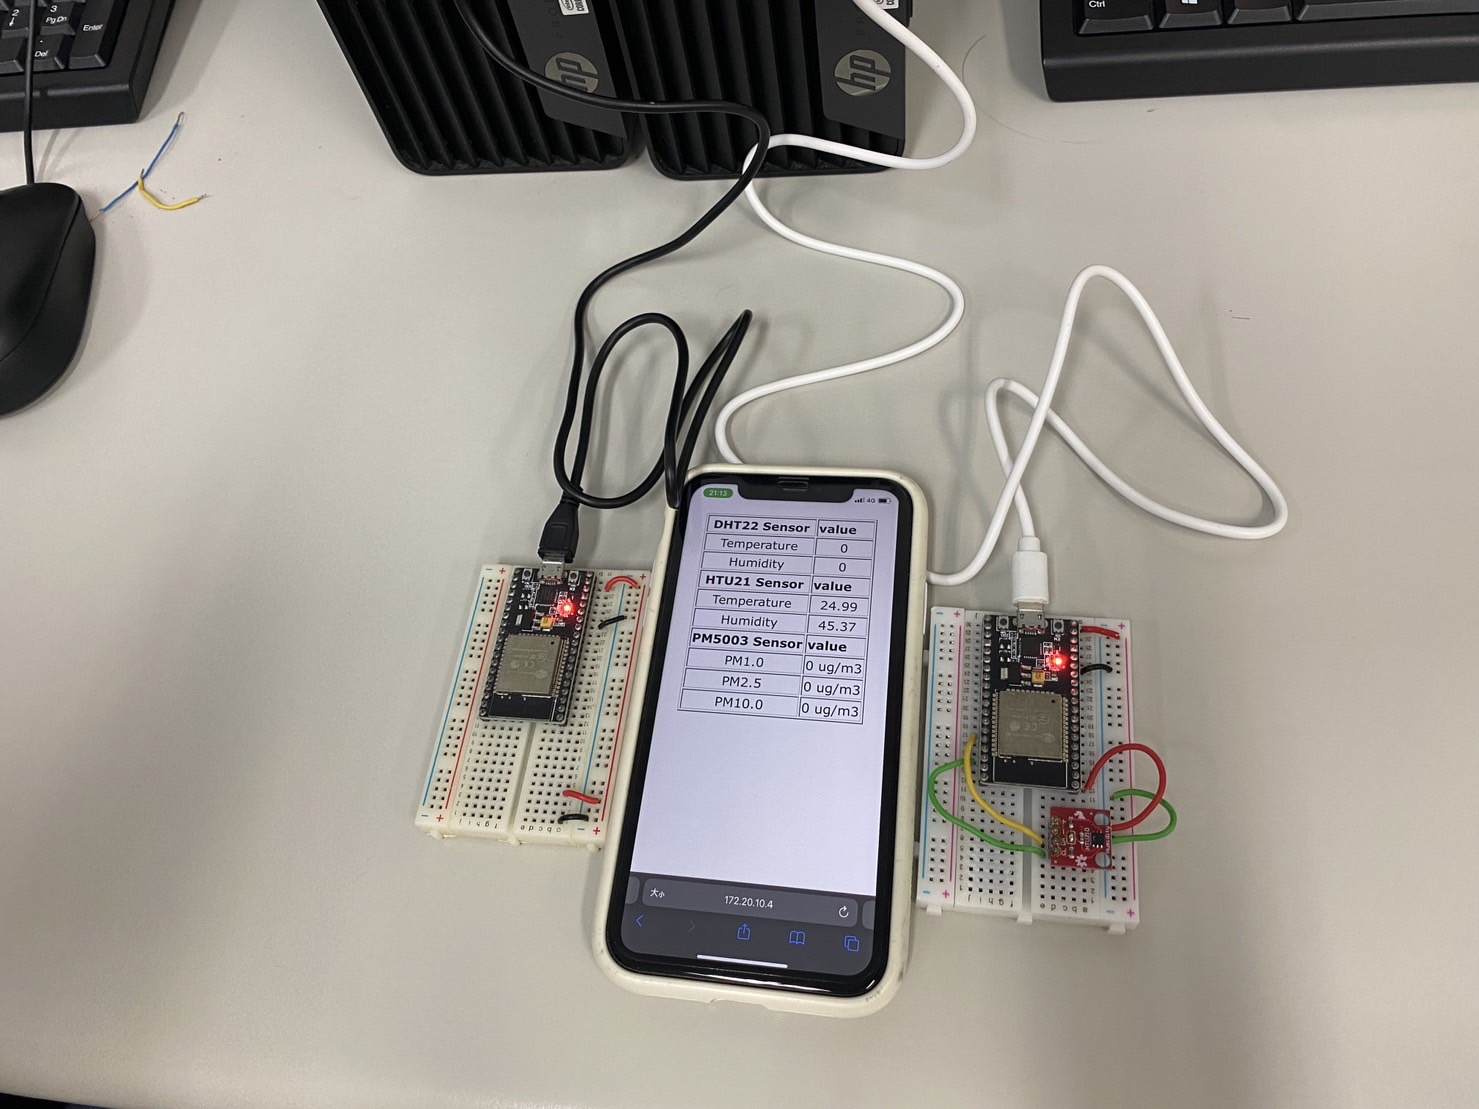 2
3
Pg Dn
Enter
Del
hp
hp
Ctrl
21:13
4G
DHT22 Sensor value
Temperature 0
Humidity 0
HTU21 Sensor value
Temperature 24.99
Humidity 45.37
PM5003 Sensor value
PM1.0 0 ug/m3
PM2.5 0 ug/m3
PM10.0 0 ug/m3
大小 172.20.10.4